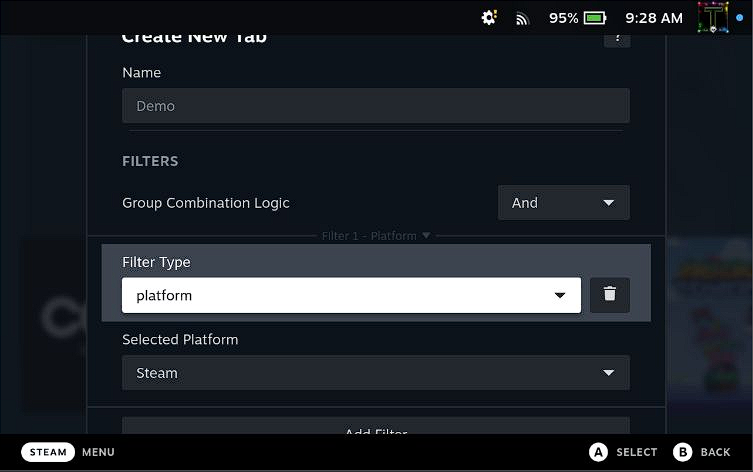 95% 9:28 AM
Create New Tab ?
Name
Demo
FILTERS
Group Combination Logic And
Filter 1 - Platform
Filter Type
platform
Selected Platform
Steam
Add Filter
STEAM MENU A SELECT B BACK